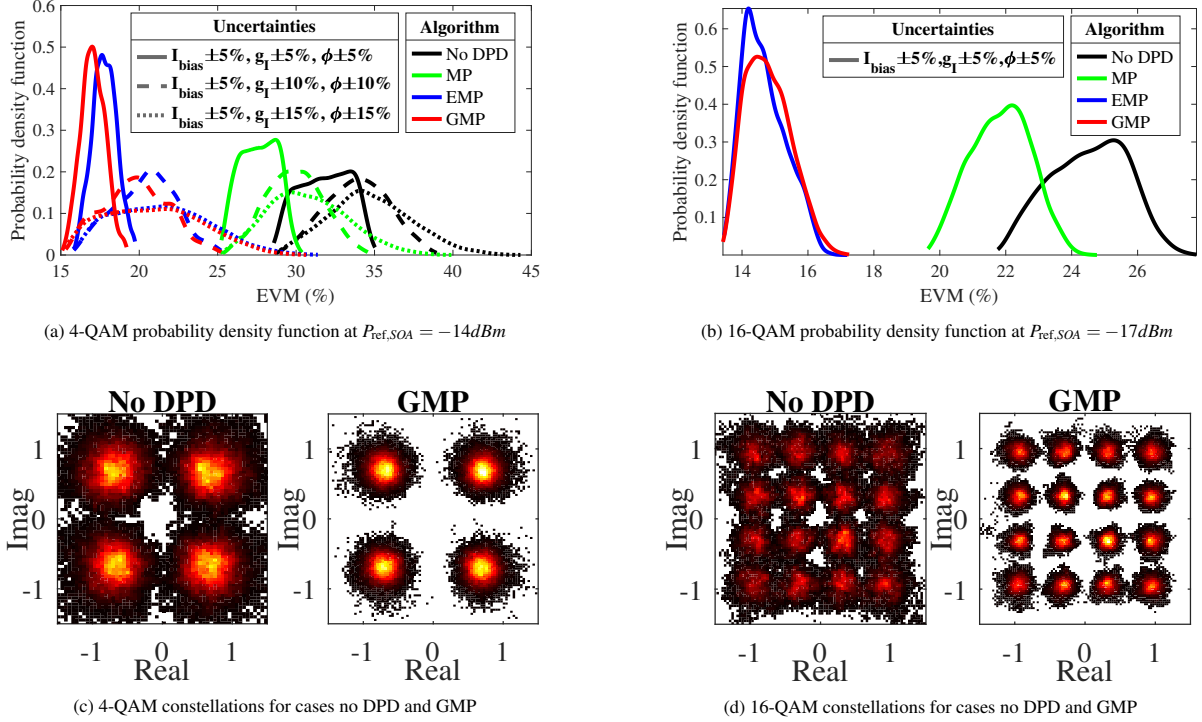 0.6
0.5
0.4
0.3
0.2
0.1
0
Probability density function
15 20 25 30 35 40 45
EVM (%)
Uncertainties
I_bias ±5%, g_I ±5%, ϕ±5%
I_bias ±5%, g_I ±10%, ϕ±10%
I_bias ±5%, g_I ±15%, ϕ±15%
Algorithm
No DPD
MP
EMP
GMP
(a) 4-QAM probability density function at P_ref,SOA = −14dBm
0.6
0.5
0.4
0.3
0.2
0.1
Probability density function
14 16 18 20 22 24 26
EVM (%)
Uncertainties
I_bias ±5%,g_I ±5%,ϕ±5%
Algorithm
No DPD
MP
EMP
GMP
(b) 16-QAM probability density function at P_ref,SOA = −17dBm
No DPD
GMP
1
0
-1
Imag
-1 0 1
Real
1
0
-1
Imag
-1 0 1
Real
(c) 4-QAM constellations for cases no DPD and GMP
No DPD
GMP
1
0
-1
Imag
-1 0 1
Real
1
0
-1
Imag
-1 0 1
Real
(d) 16-QAM constellations for cases no DPD and GMP